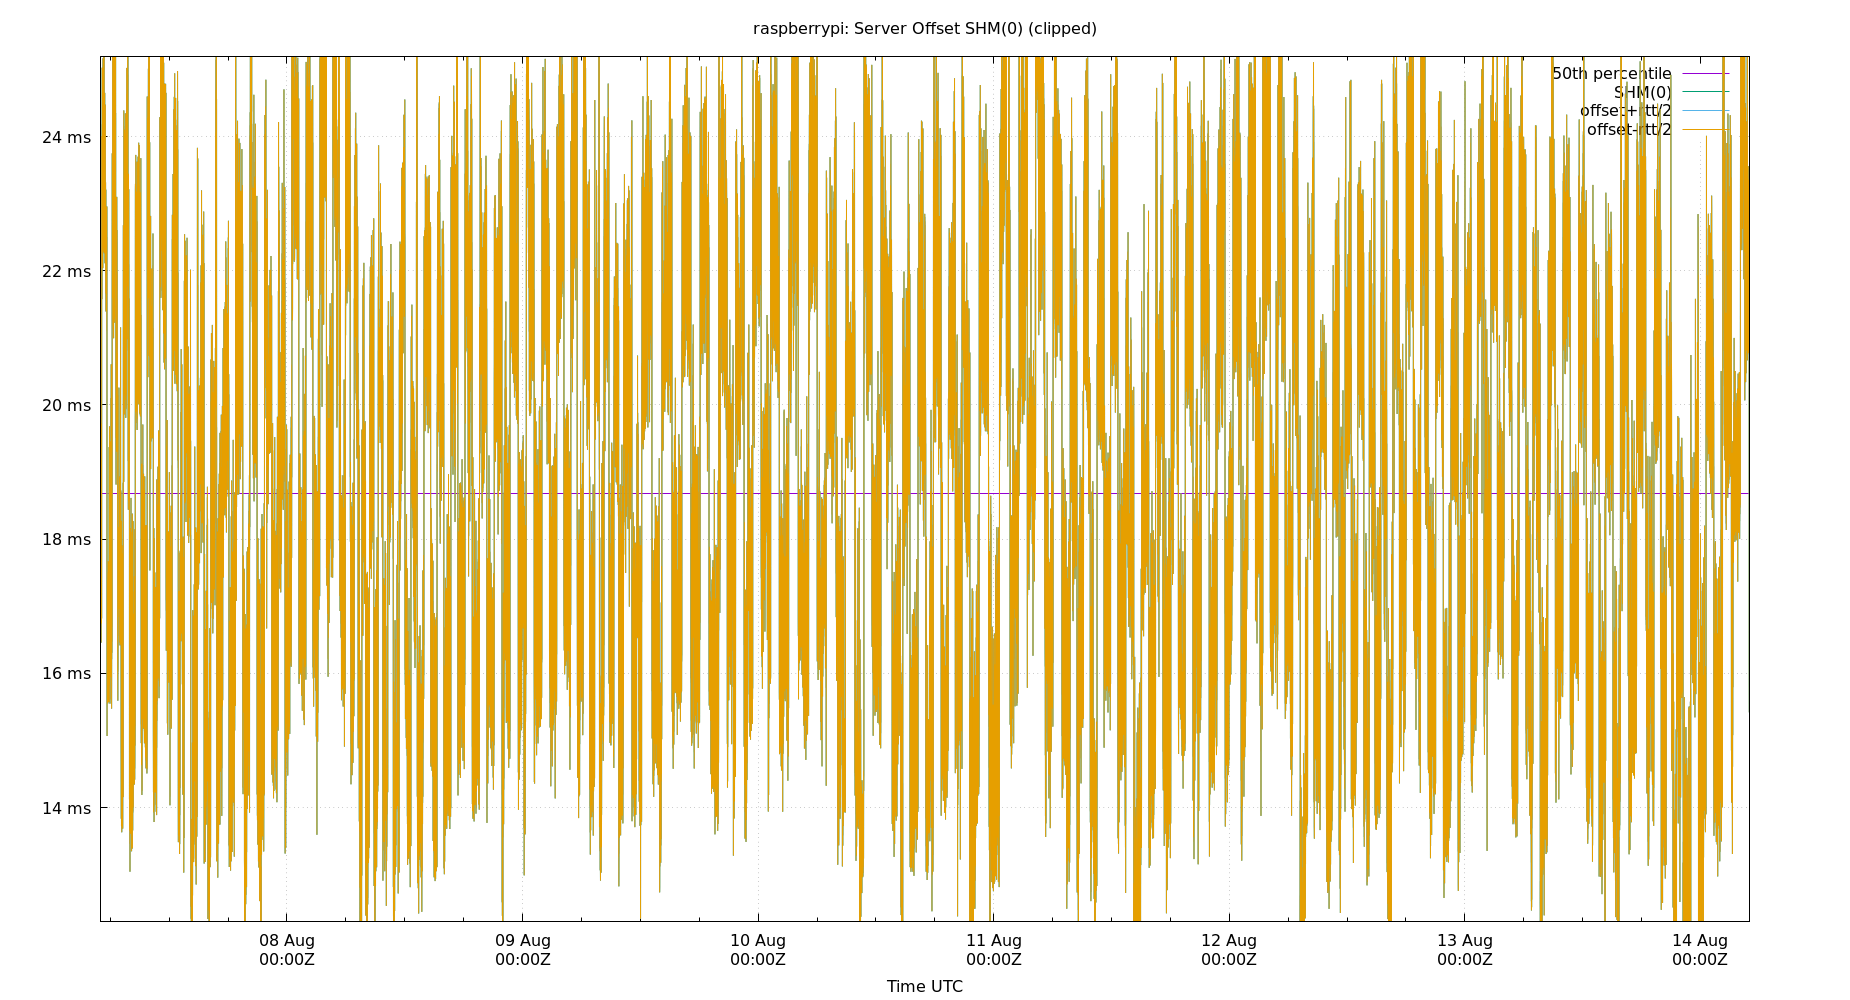 raspberrypi: Server Offset SHM(0) (clipped)
50th percentile
SHM(0)
offset+rtt/2
offset-rtt/2
24 ms
22 ms
20 ms
18 ms
16 ms
14 ms
08 Aug
00:00Z
09 Aug
00:00Z
10 Aug
00:00Z
11 Aug
00:00Z
12 Aug
00:00Z
13 Aug
00:00Z
14 Aug
00:00Z
Time UTC